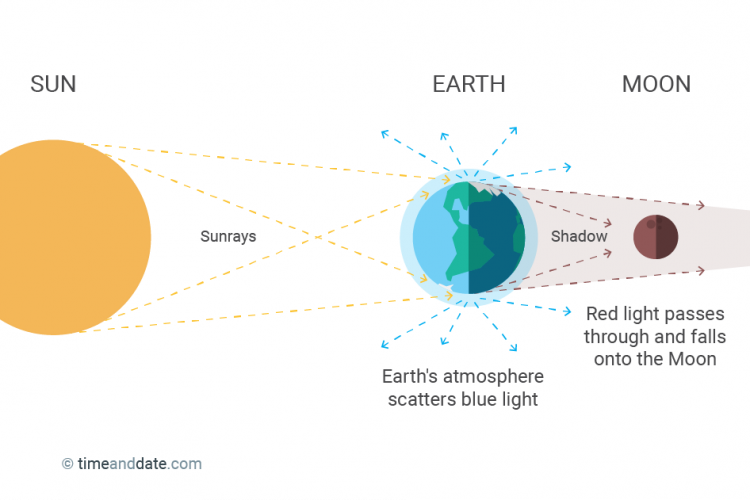 SUN
EARTH
MOON
Sunrays
Shadow
Red light passes
through and falls
onto the Moon
Earth's atmosphere
scatters blue light
© timeanddate.com